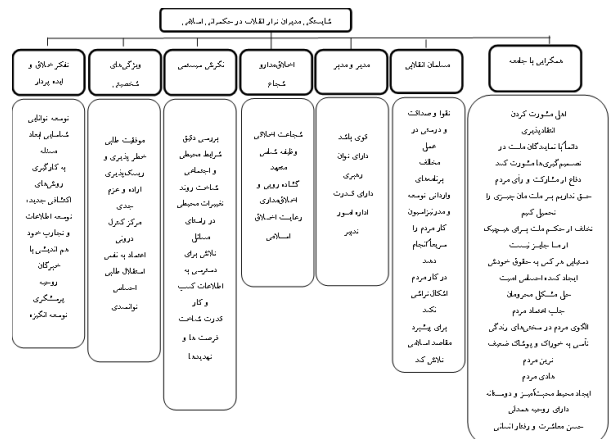 شایستگی مدیران تراز انقلاب در حکمرانی اسلامی
همگرایی با جامعه
مسلمان انقلابی
مدیر و مدبر
اخلاق‌مدار و
شجاع
نگرش سیستمی
ویژگی‌های
شخصیتی
تفکر خلاق و
ایده پرداز
اهل مشورت کردن
انتقادپذیری
دائماً با نمایندگان ملت در
تصمیم‌گیری‌ها مشورت کند
دفاع از مشارکت و رأی مردم
حق نداریم بر ملت مان چیزی را
تحمیل کنیم
تخلف از حکم ملت برای هیچیک
از ما جایز نیست
دستیابی هر کس به حقوق خودش
ایجاد کننده احساس امنیت
حل مشکل محرومان
جلب اعتماد مردم
الگوی مردم در سختی‌های زندگی
تأسی به خوراک و پوشاک ضعیف
ترین مردم
هادی مردم
ایجاد محیط محبت‌آمیز و دوستانه
دارای روحیه همدلی
حسن معاشرت و رفتار انسانی
تقوا و صداقت
و درستی در
عمل
مخالف
برنامه‌های
وارداتی توسعه
و مدرنیزاسیون
کار مردم را
سریعاً انجام
دهد
در کار مردم
اشکال‌تراشی
نکند
برای پیشبرد
مقاصد اسلامی
تلاش کند
قوی باشد
دارای توان
رهبری
دارای قدرت
اداره امور
تدبیر
شجاعت اخلاقی
وظیفه شناس
متعهد
گشاده رویی و
اخلاق‌مداری
رعایت اخلاق
اسلامی
بررسی دقیق
شرایط محیطی
و اجتماعی
شناخت روند
تغییرات محیطی
در راستای
مسائل
تلاش برای
دسترسی به
اطلاعات کسب
و کار
قدرت شناخت
فرصت ها و
تهدیدها
موفقیت طلبی
خطر پذیری و
ریسک‌پذیری
اراده و عزم
جدی
مرکز کنترل
درونی
اعتماد به نفس
استقلال طلبی
احساس
توانمندی
توسعه توانایی
شناسایی ابعاد
مسئله
به کارگیری
روش‌های
اکتشافی جدید،
توسعه اطلاعات
و تجارب خود
هم اندیشی با
خبرگان
روحیه
پرسشگری
توسعه انگیزه